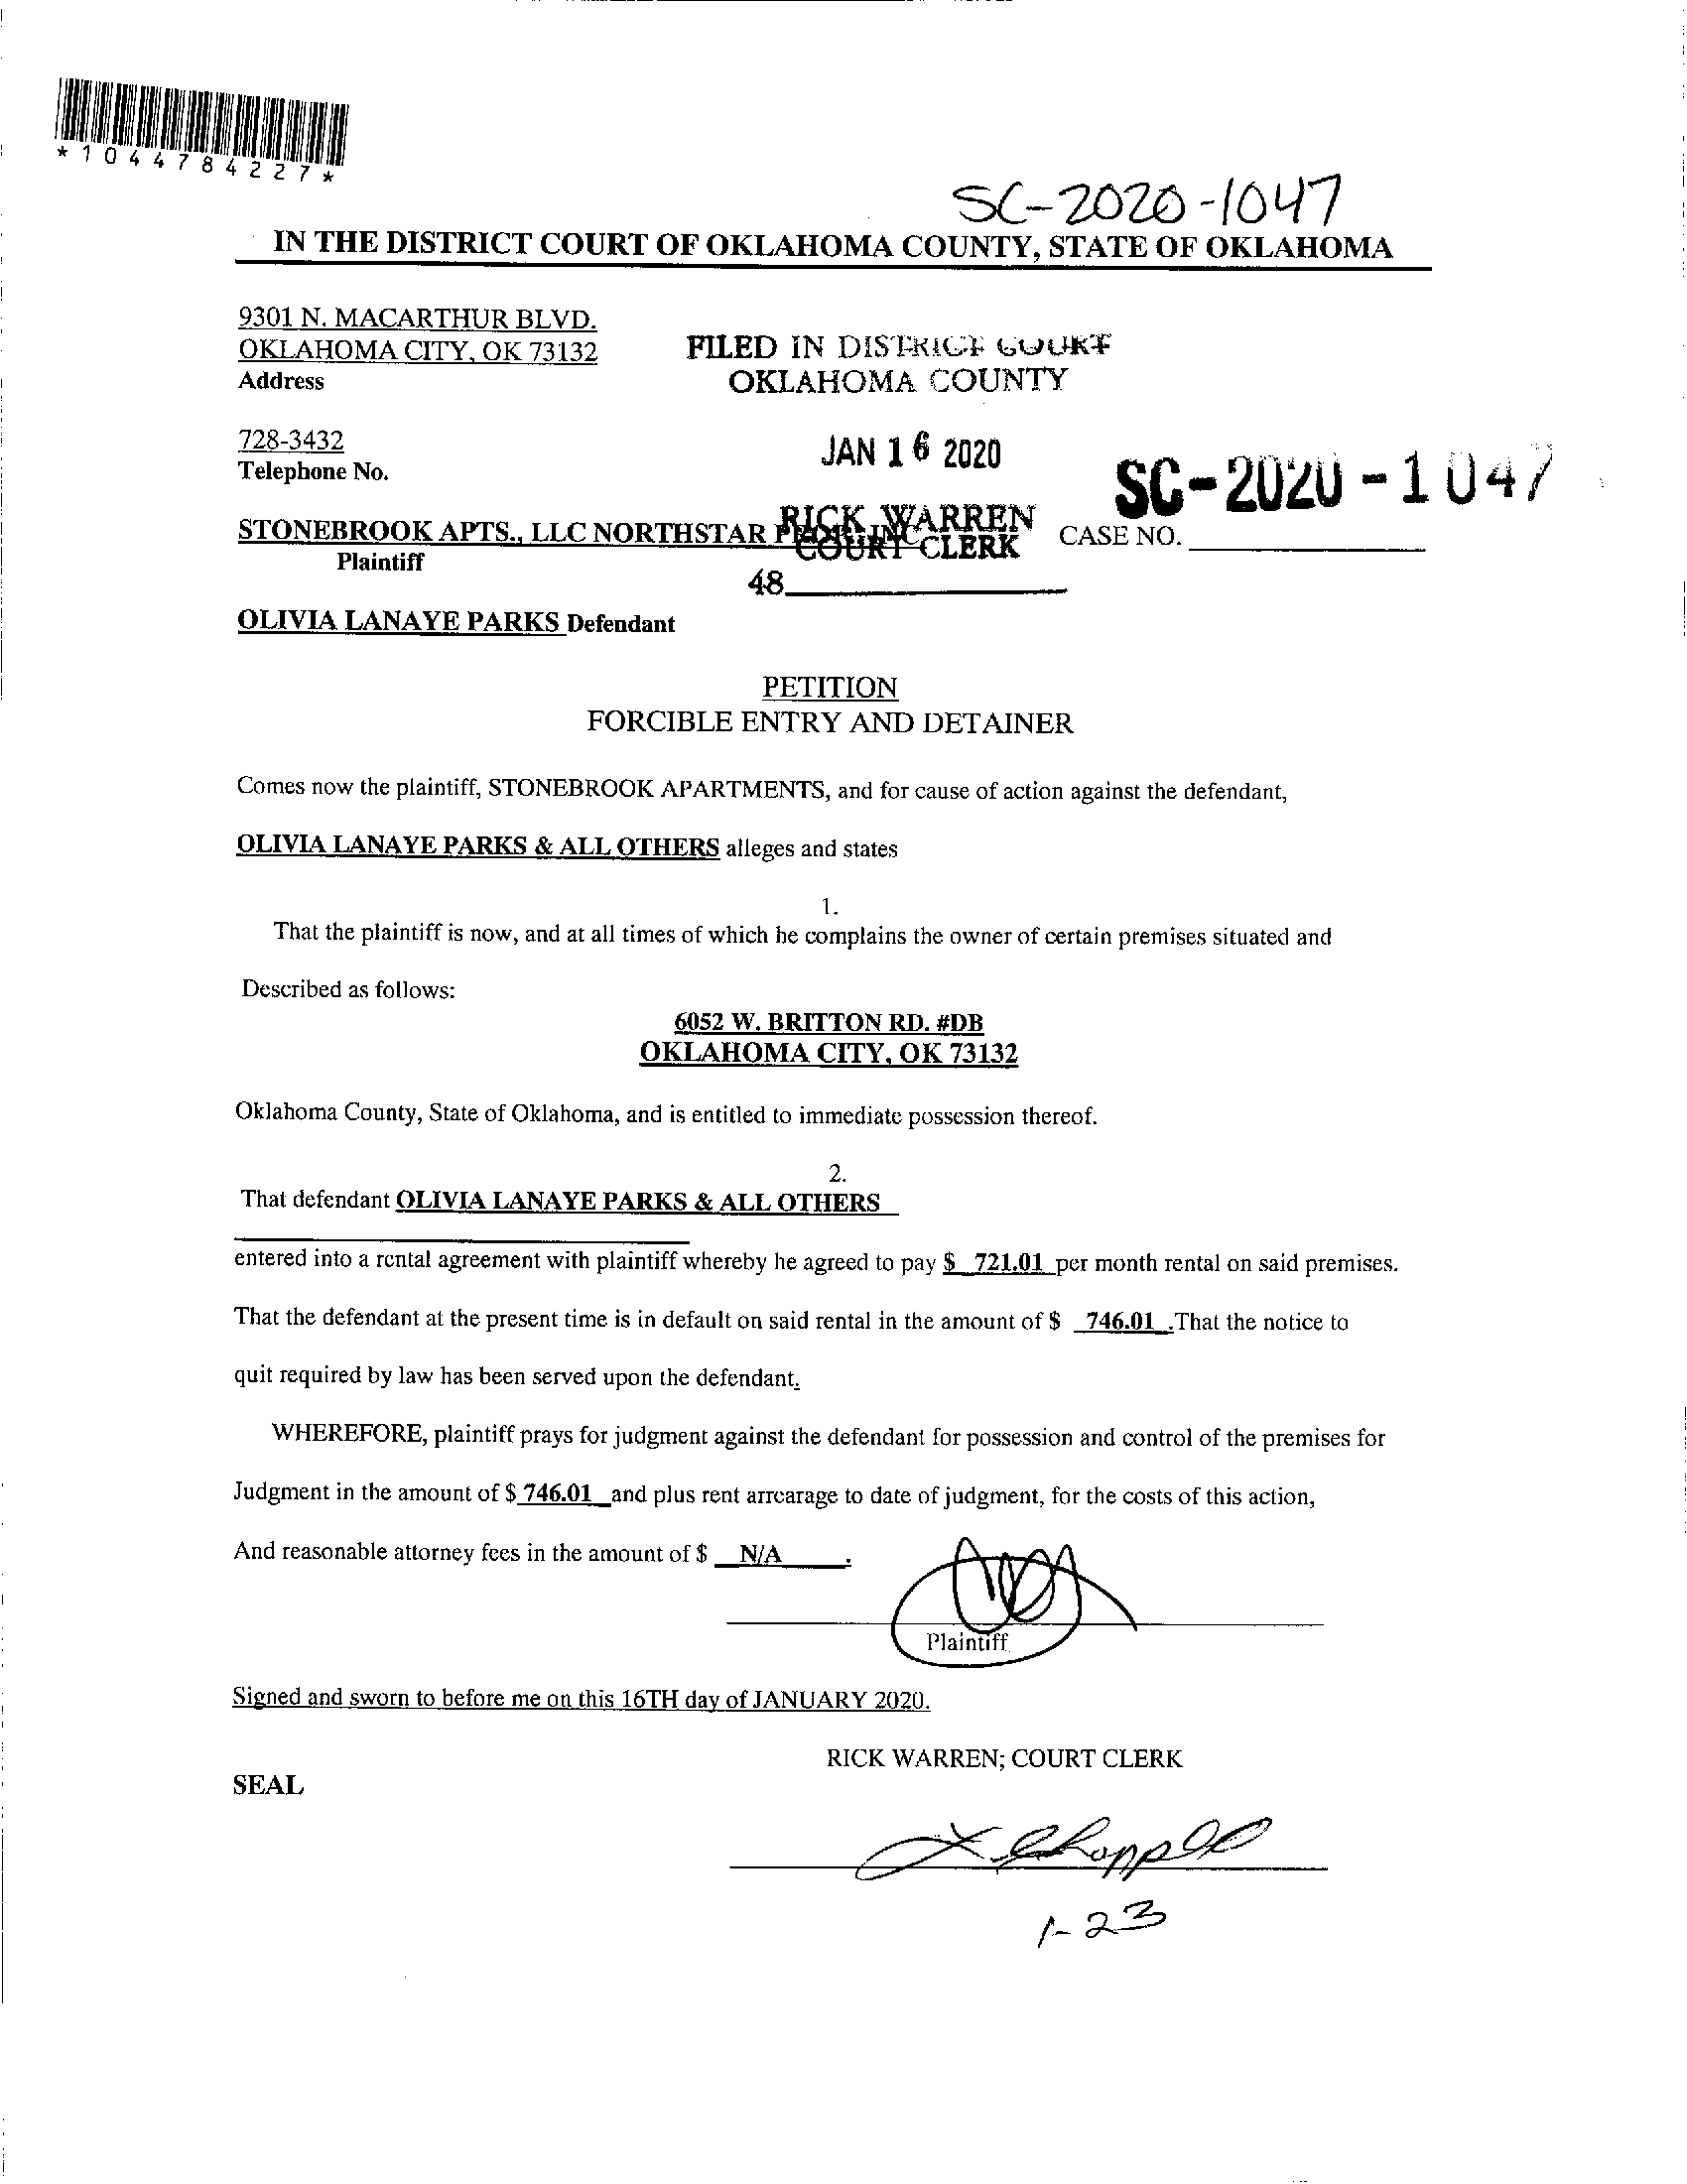 *1044784227*
SC-2020-1047
IN THE DISTRICT COURT OF OKLAHOMA COUNTY, STATE OF OKLAHOMA
9301 N. MACARTHUR BLVD.
OKLAHOMA CITY, OK 73132
Address
FILED IN DISTRICT COURT
OKLAHOMA COUNTY
728-3432
Telephone No.
JAN 16 2020
SC-2020-1047
STONEBROOK APTS., LLC NORTHSTAR
RICK WARREN
COURT CLERK
CASE NO.
Plaintiff
48
OLIVIA LANAYE PARKS Defendant
PETITION
FORCIBLE ENTRY AND DETAINER
Comes now the plaintiff, STONEBROOK APARTMENTS, and for cause of action against the defendant,
OLIVIA LANAYE PARKS & ALL OTHERS alleges and states
1.
That the plaintiff is now, and at all times of which he complains the owner of certain premises situated and
Described as follows:
6052 W. BRITTON RD. #DB
OKLAHOMA CITY, OK 73132
Oklahoma County, State of Oklahoma, and is entitled to immediate possession thereof.
2.
That defendant OLIVIA LANAYE PARKS & ALL OTHERS
entered into a rental agreement with plaintiff whereby he agreed to pay $ 721.01 per month rental on said premises.
That the defendant at the present time is in default on said rental in the amount of $ 746.01 .That the notice to
quit required by law has been served upon the defendant.
WHEREFORE, plaintiff prays for judgment against the defendant for possession and control of the premises for
Judgment in the amount of $ 746.01 and plus rent arrearage to date of judgment, for the costs of this action,
And reasonable attorney fees in the amount of $ N/A .
Plaintiff
Signed and sworn to before me on this 16TH day of JANUARY 2020.
RICK WARREN; COURT CLERK
SEAL
1-23